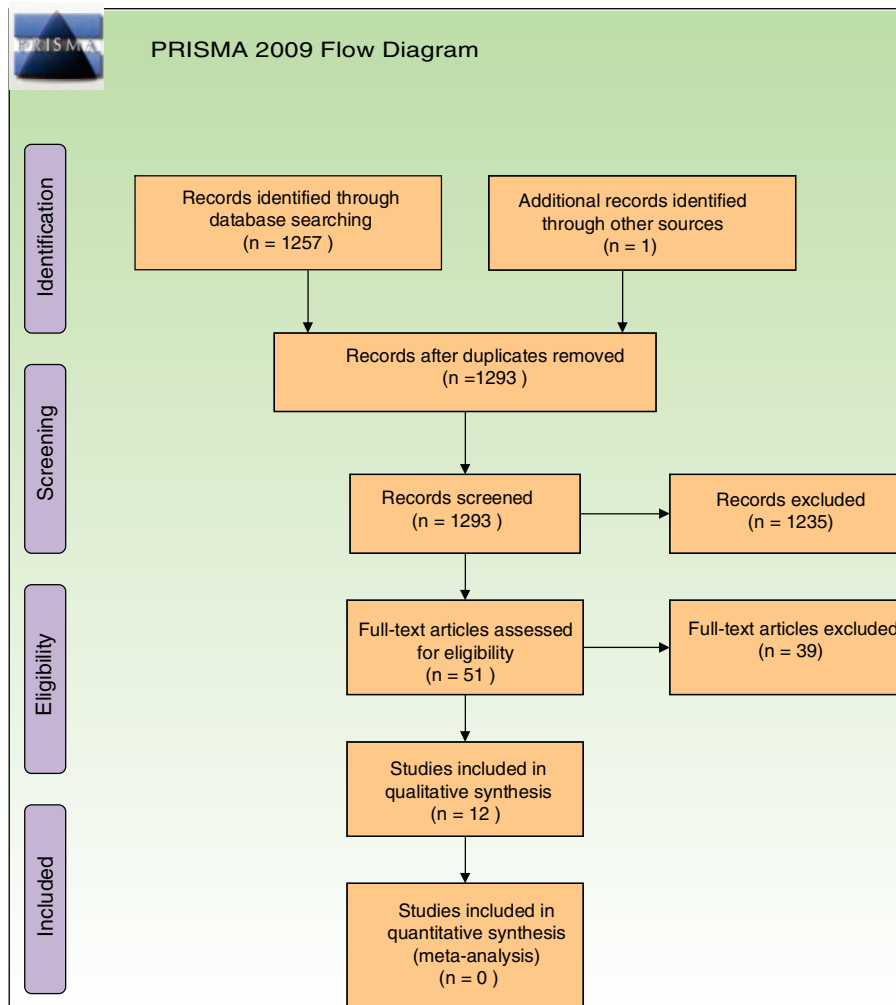 PRISMA
PRISMA 2009 Flow Diagram
Identification
Records identified through
database searching
(n = 1257 )
Additional records identified
through other sources
(n = 1)
Records after duplicates removed
(n =1293 )
Screening
Records screened
(n = 1293 )
Records excluded
(n = 1235)
Eligibility
Full-text articles assessed
for eligibility
(n = 51 )
Full-text articles excluded
(n = 39)
Studies included in
qualitative synthesis
(n = 12 )
Included
Studies included in
quantitative synthesis
(meta-analysis)
(n = 0 )